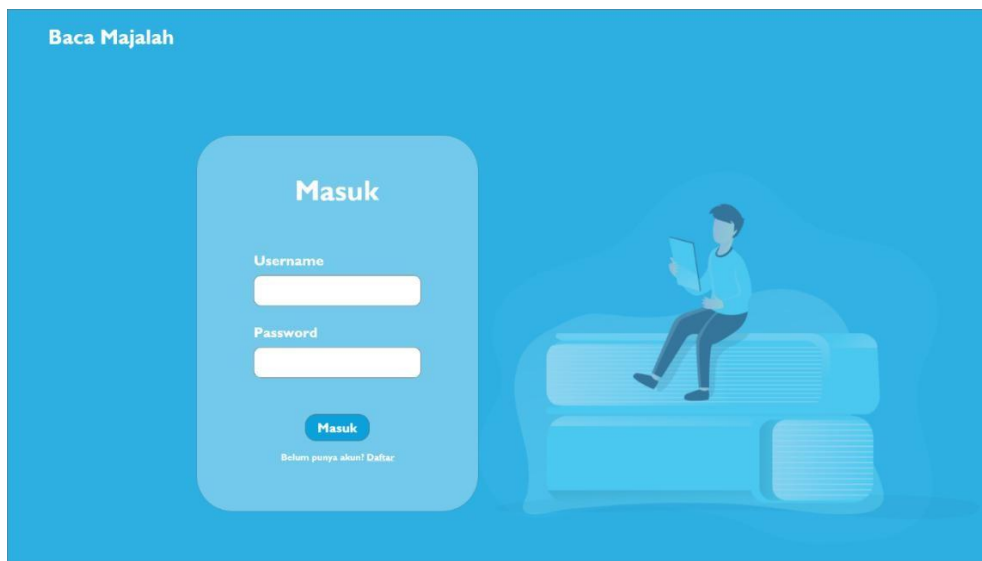 Baca Majalah
Masuk
Username
Password
Masuk
Belum punya akun? Daftar